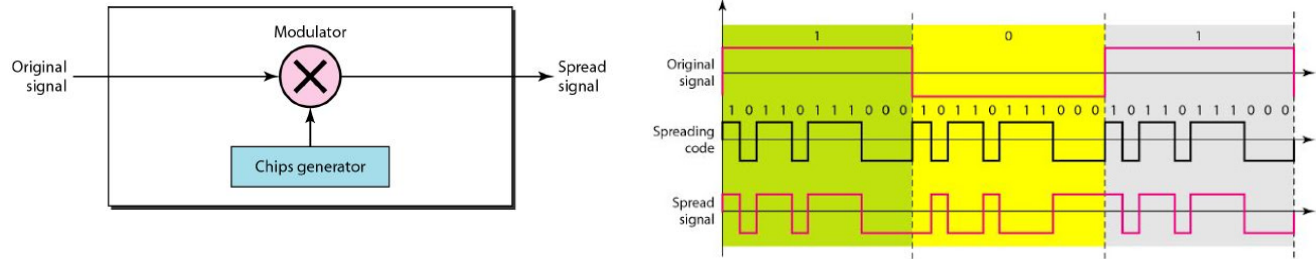 Modulator
Original
signal
Spread
signal
Chips generator
1 0 1
Original
signal
1 0 1 1 0 1 1 1 0 0 0 1 0 1 1 0 1 1 1 0 0 0 1 0 1 1 0 1 1 1 0 0 0
Spreading
code
Spread
signal